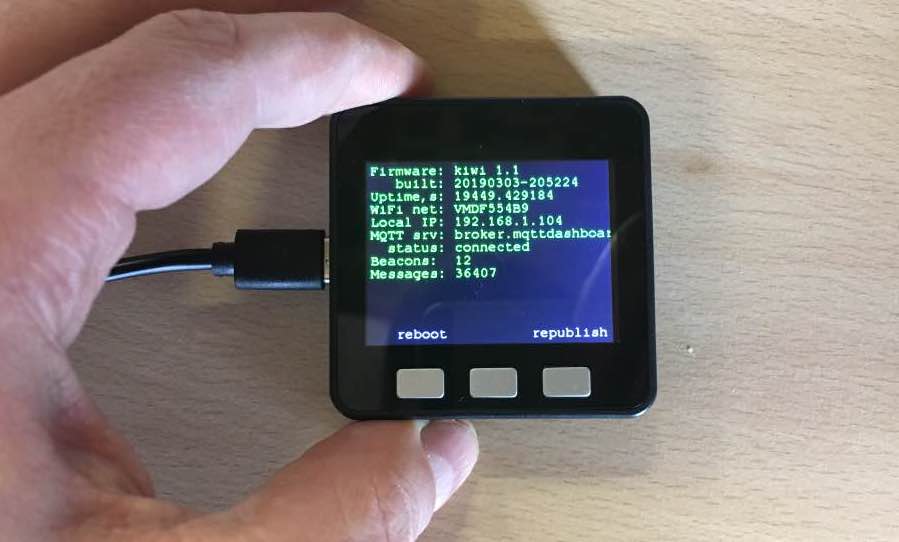 Firmware: kiwi 1.1
built: 20190303-205224
Uptime,s: 19449.429184
WiFi net: VMDF554B9
Local IP: 192.168.1.104
MQTT srv: broker.mqttdashboar
status: connected
Beacons: 12
Messages: 36407
reboot republish